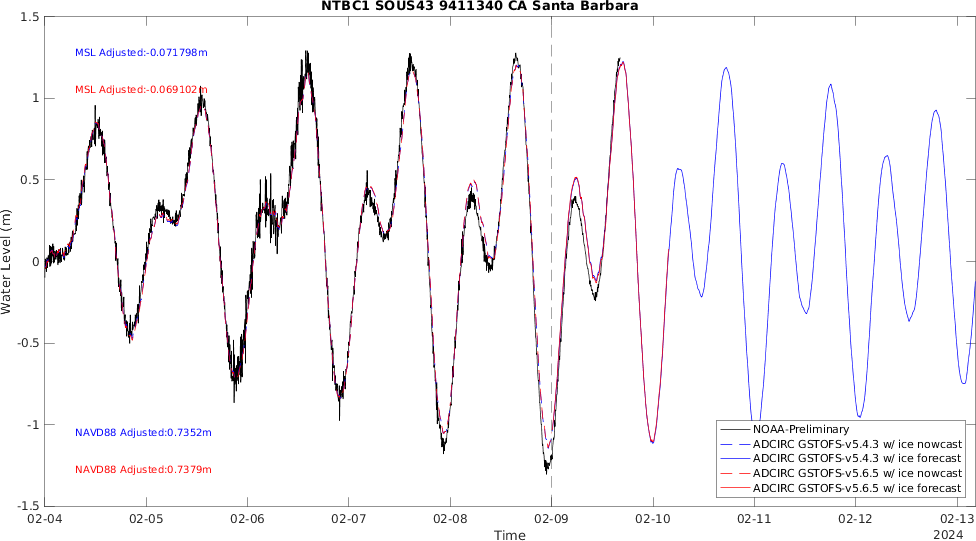 NTBC1 SOUS43 9411340 CA Santa Barbara
1.5
1
0.5
0
-0.5
-1
-1.5
Water Level (m)
MSL Adjusted:-0.071798m
MSL Adjusted:-0.069102m
NAVD88 Adjusted:0.7352m
NAVD88 Adjusted:0.7379m
NOAA-Preliminary
ADCIRC GSTOFS-v5.4.3 w/ ice nowcast
ADCIRC GSTOFS-v5.4.3 w/ ice forecast
ADCIRC GSTOFS-v5.6.5 w/ ice nowcast
ADCIRC GSTOFS-v5.6.5 w/ ice forecast
02-04 02-05 02-06 02-07 02-08 02-09 02-10 02-11 02-12 02-13
Time
2024